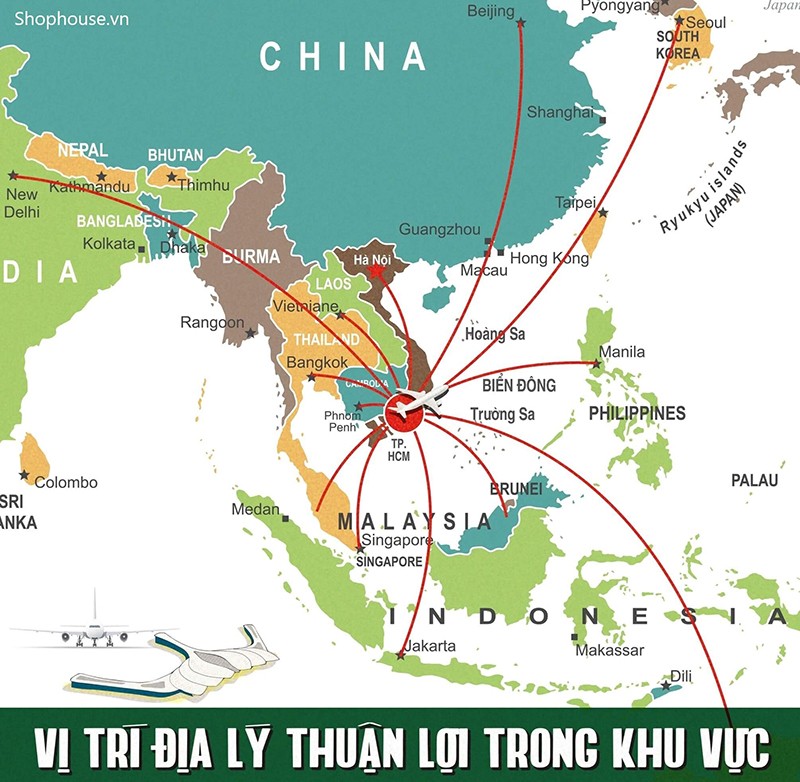 Shophouse.vn
Beijing
Pyongyang
Japan
Seoul
SOUTH
KOREA
CHINA
Shanghai
NEPAL
BHUTAN
Kathmandu
Thimhu
New
Delhi
Ryukyu islands
(JAPAN)
Taipei
BANGLADESH
Kolkata
Dhaka
Guangzhou
BURMA
Hà Nội
Hong Kong
Macau
DIA
LAOS
Vietniane
Rangoon
Hoàng Sa
THAILAND
Manila
Bangkok
CAMBODIA
BIỂN ĐÔNG
Phnom
Penh
Trường Sa
PHILIPPINES
TP.
HCM
Colombo
PALAU
SRI
ANKA
BRUNEI
Medan
MALAYSIA
Singapore
SINGAPORE
INDONESIA
Jakarta
Makassar
Dili
VỊ TRÍ ĐỊA LÝ THUẬN LỢI TRONG KHU VỰC